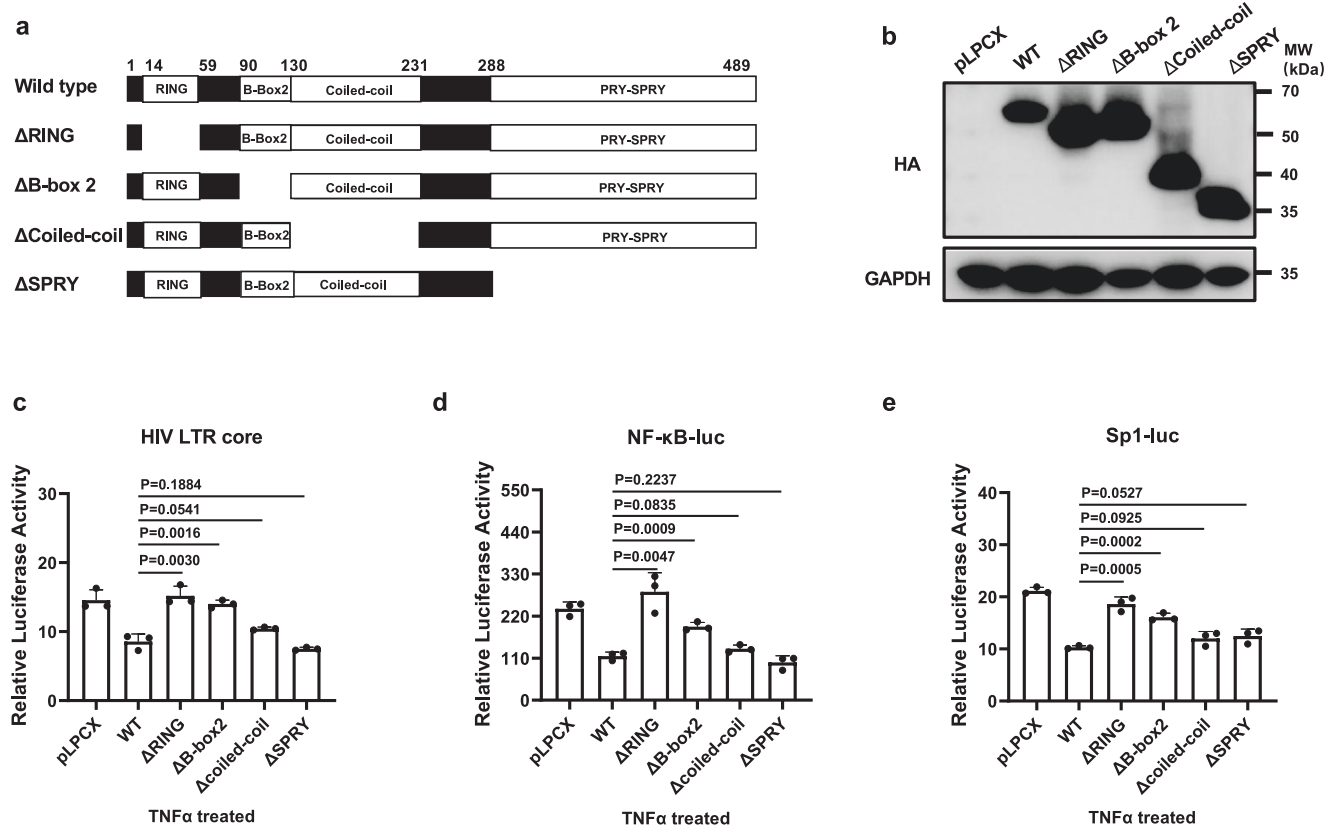 a
1 14 59 90 130 231 288 489
Wild type RING B-Box2 Coiled-coil PRY-SPRY
ΔRING B-Box2 Coiled-coil PRY-SPRY
ΔB-box 2 RING Coiled-coil PRY-SPRY
ΔCoiled-coil RING B-Box2 PRY-SPRY
ΔSPRY RING B-Box2 Coiled-coil
b
pLPCX WT ΔRING ΔB-box 2 ΔCoiled-coil ΔSPRY
MW
(kDa)
70
50
HA
40
35
GAPDH 35
c
HIV LTR core
Relative Luciferase Activity
30
20
10
0
P=0.1884
P=0.0541
P=0.0016
P=0.0030
pLPCX WT ΔRING ΔB-box2 Δcoiled-coil ΔSPRY
TNFα treated
d
NF-κB-luc
Relative Luciferase Activity
550
440
330
220
110
0
P=0.2237
P=0.0835
P=0.0009
P=0.0047
pLPCX WT ΔRING ΔB-box2 Δcoiled-coil ΔSPRY
TNFα treated
e
Sp1-luc
Relative Luciferase Activity
40
30
20
10
0
P=0.0527
P=0.0925
P=0.0002
P=0.0005
pLPCX WT ΔRING ΔB-box2 Δcoiled-coil ΔSPRY
TNFα treated